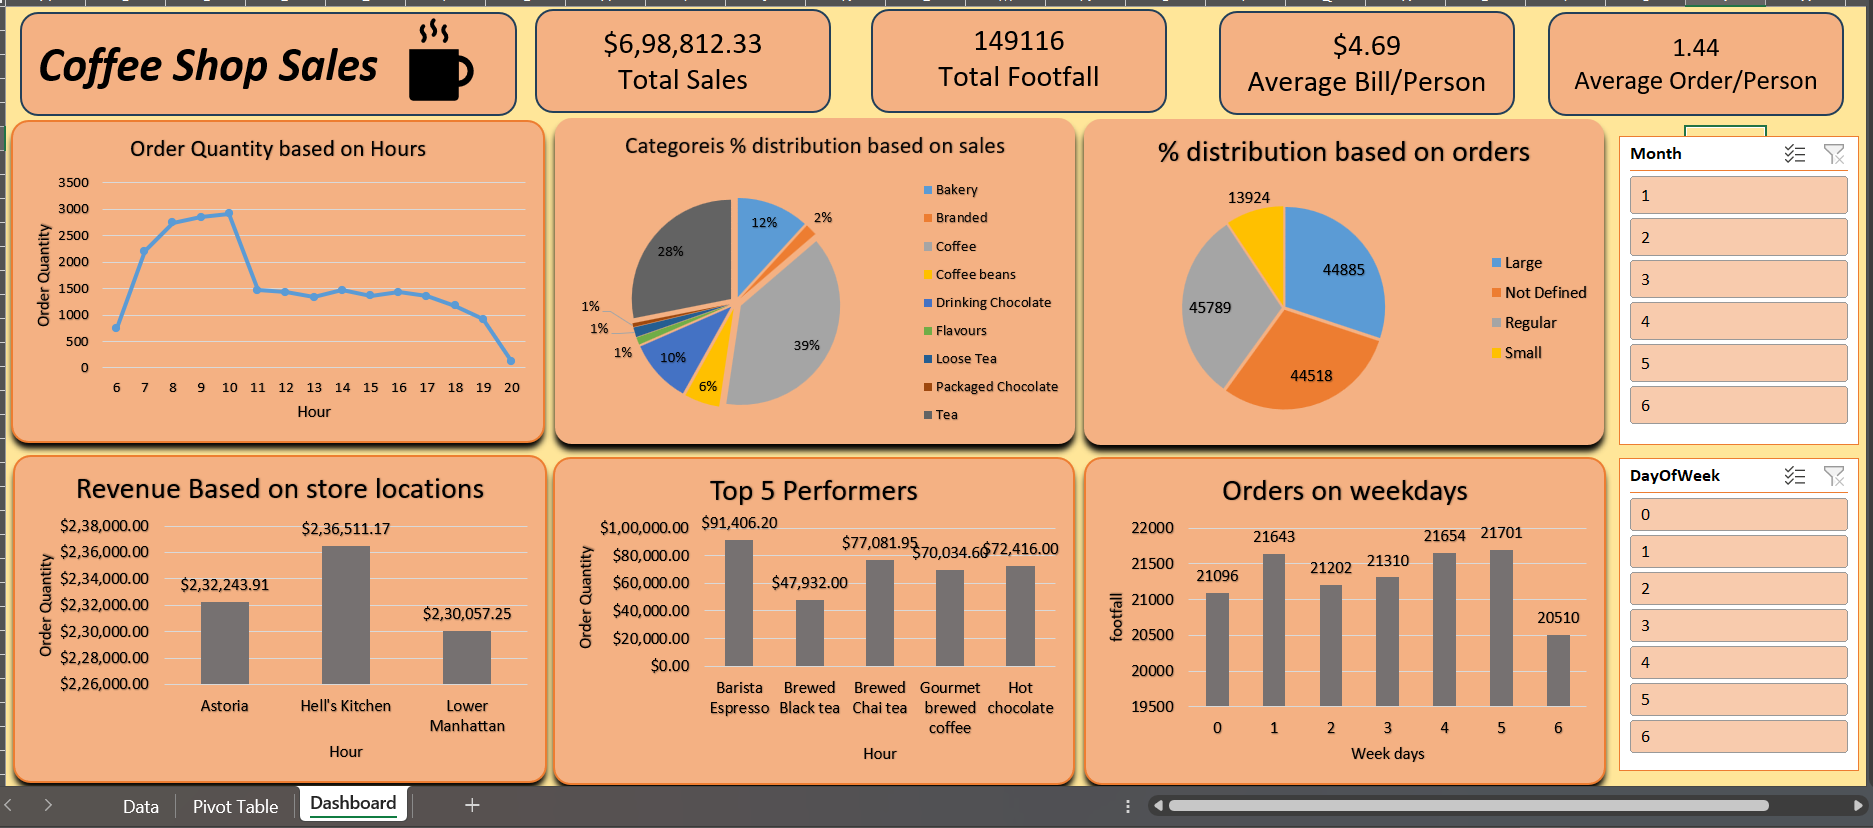 Coffee Shop Sales
$6,98,812.33
Total Sales
149116
Total Footfall
$4.69
Average Bill/Person
1.44
Average Order/Person
Order Quantity based on Hours
3500
3000
2500
2000
1500
1000
500
0
Order Quantity
6 7 8 9 10 11 12 13 14 15 16 17 18 19 20
Hour
Categoreis % distribution based on sales
12%
2%
39%
6%
10%
1%
1%
1%
28%
Bakery
Branded
Coffee
Coffee beans
Drinking Chocolate
Flavours
Loose Tea
Packaged Chocolate
Tea
% distribution based on orders
13924
44885
45789
44518
Large
Not Defined
Regular
Small
Month
1
2
3
4
5
6
Revenue Based on store locations
$2,38,000.00
$2,36,000.00
$2,34,000.00
$2,32,000.00
$2,30,000.00
$2,28,000.00
$2,26,000.00
Order Quantity
$2,32,243.91
$2,36,511.17
$2,30,057.25
Astoria
Hell's Kitchen
Lower
Manhattan
Hour
Top 5 Performers
$1,00,000.00
$80,000.00
$60,000.00
$40,000.00
$20,000.00
$0.00
Order Quantity
$91,406.20
$47,932.00
$77,081.95
$70,034.60
$72,416.00
Barista
Espresso
Brewed
Black tea
Brewed
Chai tea
Gourmet
brewed
coffee
Hot
chocolate
Hour
Orders on weekdays
22000
21500
21000
20500
20000
19500
footfall
21096
21643
21202
21310
21654
21701
20510
0 1 2 3 4 5 6
Week days
DayOfWeek
0
1
2
3
4
5
6
Data
Pivot Table
Dashboard